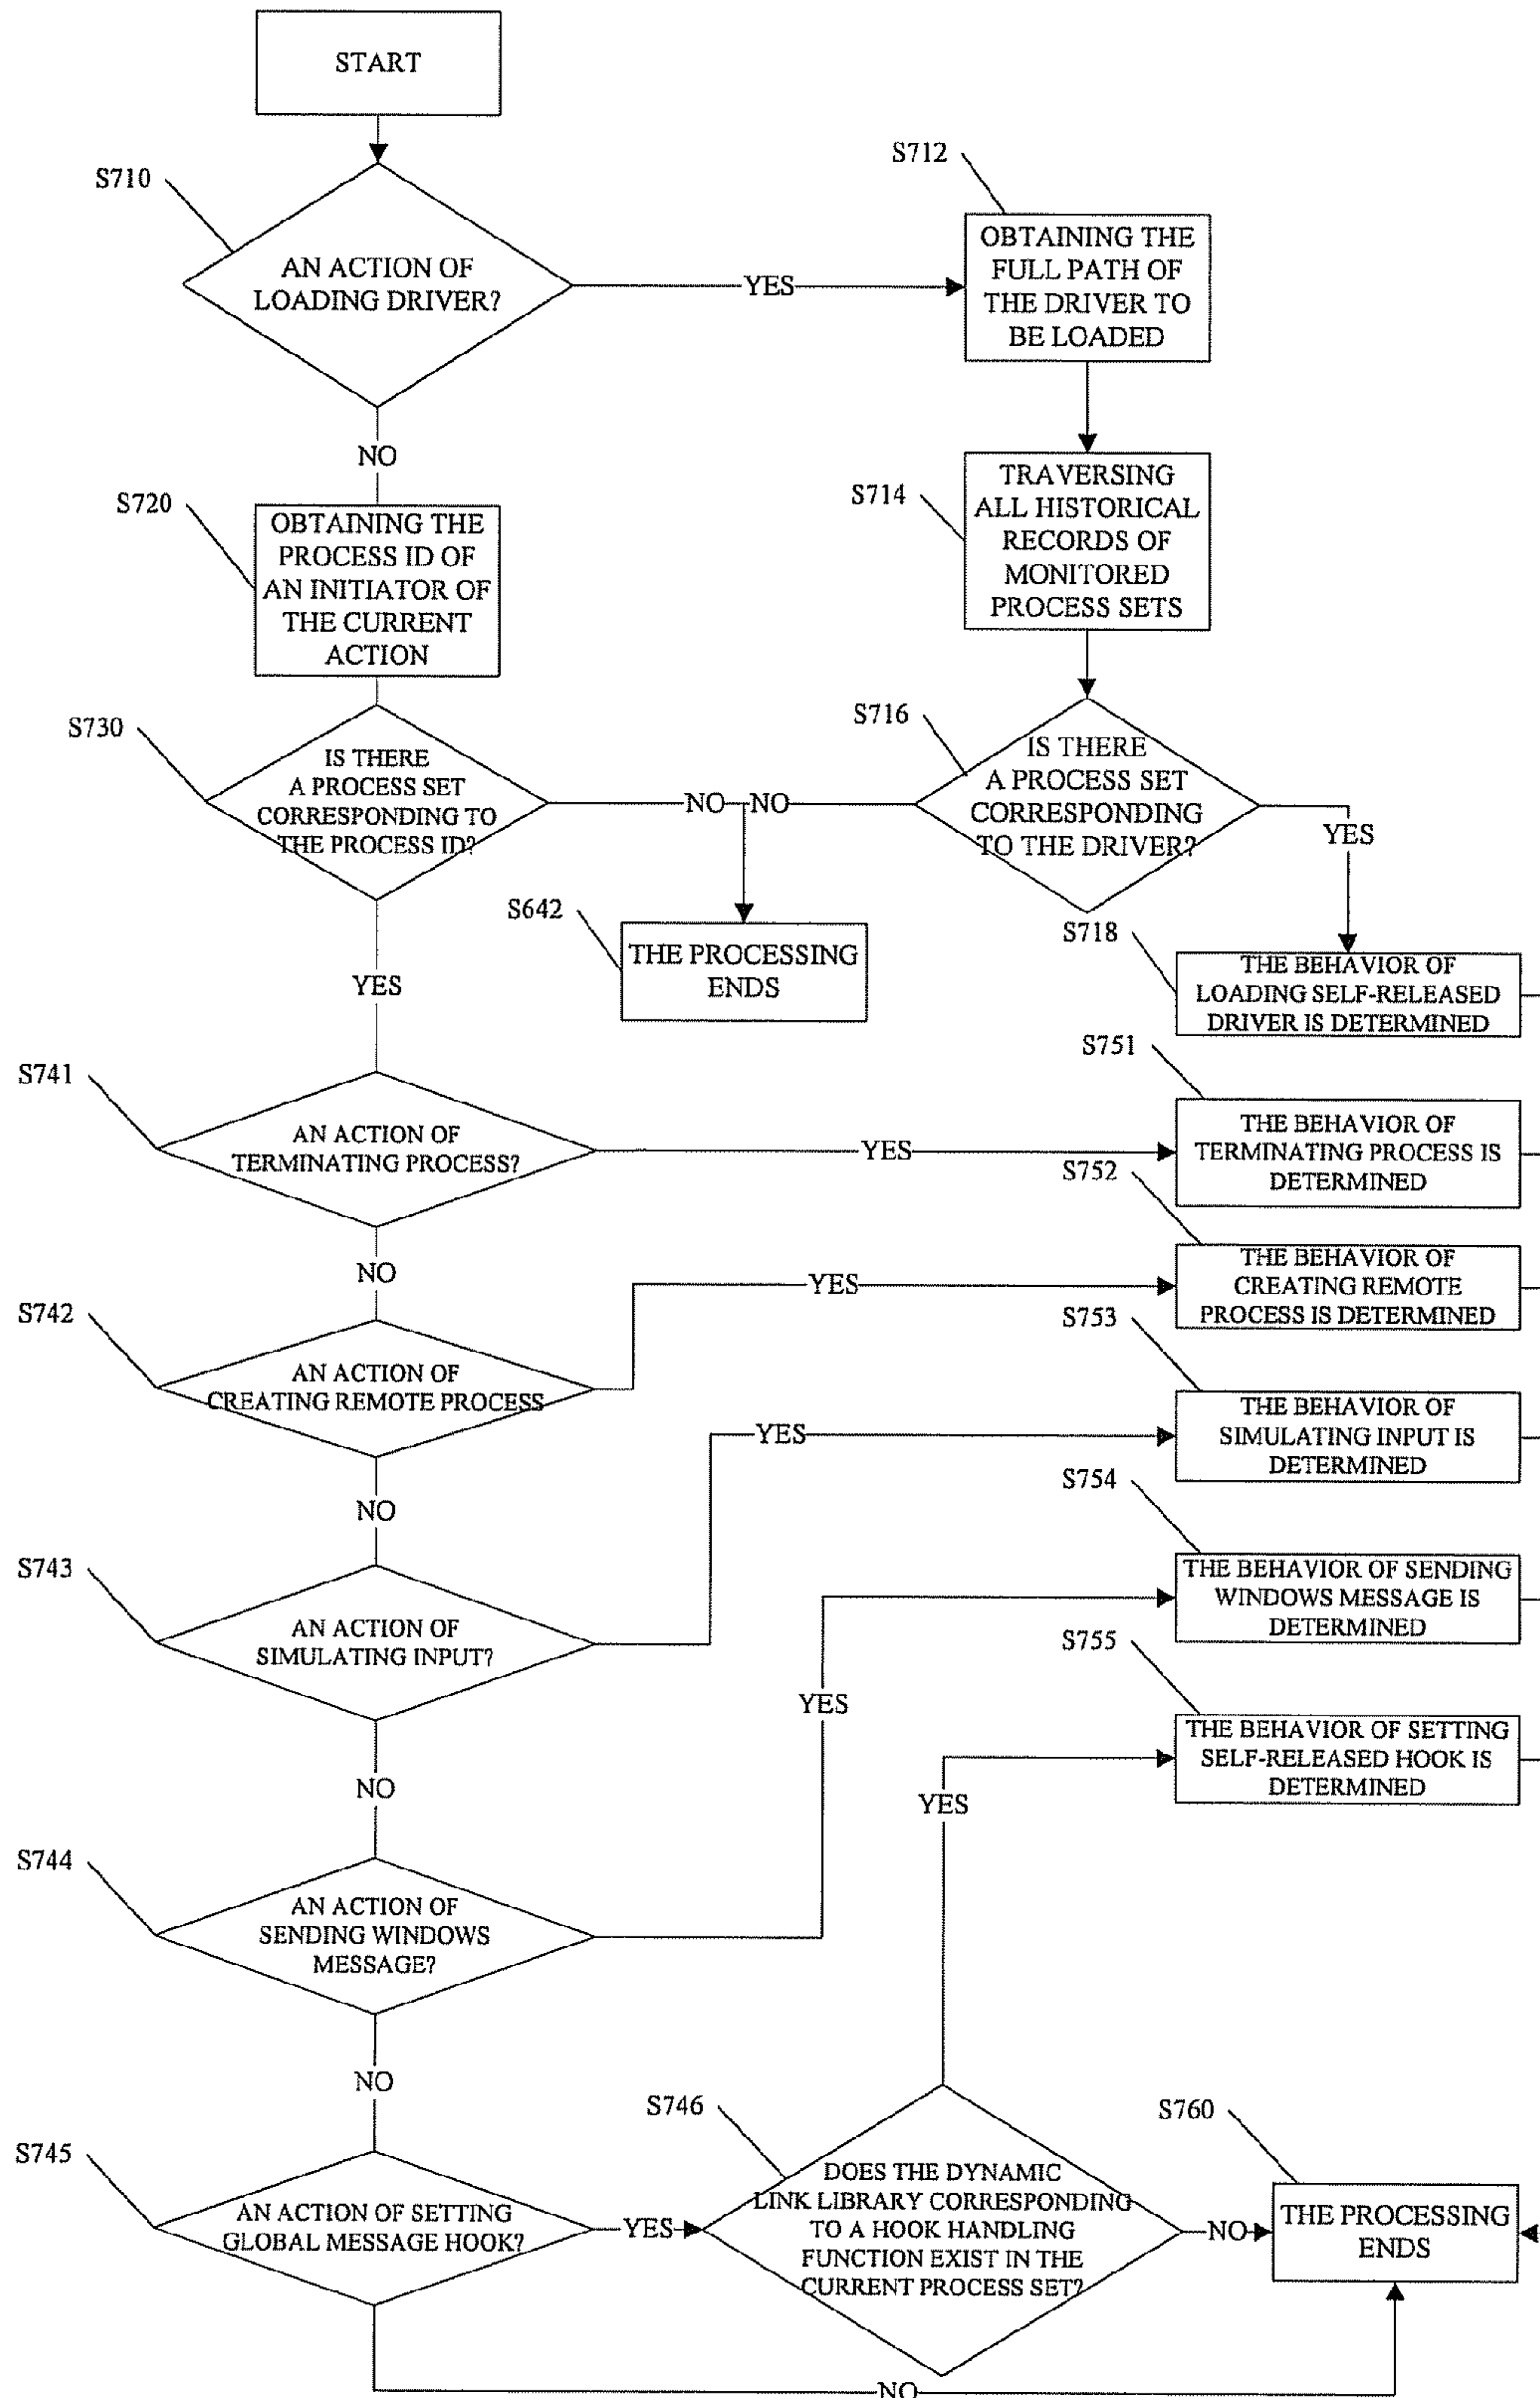 START
S710
AN ACTION OF
LOADING DRIVER?
YES
S712
OBTAINING THE
FULL PATH OF
THE DRIVER TO
BE LOADED
NO
S720
OBTAINING THE
PROCESS ID OF
AN INITIATOR OF
THE CURRENT
ACTION
S714
TRAVERSING
ALL HISTORICAL
RECORDS OF
MONITORED
PROCESS SETS
S730
IS THERE
A PROCESS SET
CORRESPONDING TO
THE PROCESS ID?
NO
NO
S716
IS THERE
A PROCESS SET
CORRESPONDING
TO THE DRIVER?
YES
S642
THE PROCESSING
ENDS
S718
THE BEHAVIOR OF
LOADING SELF-RELEASED
DRIVER IS DETERMINED
YES
S741
AN ACTION OF
TERMINATING PROCESS?
YES
S751
THE BEHAVIOR OF
TERMINATING PROCESS IS
DETERMINED
NO
S742
AN ACTION OF
CREATING REMOTE PROCESS
YES
S752
THE BEHAVIOR OF
CREATING REMOTE
PROCESS IS DETERMINED
NO
S743
AN ACTION OF
SIMULATING INPUT?
YES
S753
THE BEHAVIOR OF
SIMULATING INPUT IS
DETERMINED
NO
S744
AN ACTION OF
SENDING WINDOWS
MESSAGE?
YES
S754
THE BEHAVIOR OF SENDING
WINDOWS MESSAGE IS
DETERMINED
NO
S745
AN ACTION OF SETTING
GLOBAL MESSAGE HOOK?
YES
S746
DOES THE DYNAMIC
LINK LIBRARY CORRESPONDING
TO A HOOK HANDLING
FUNCTION EXIST IN THE
CURRENT PROCESS SET?
YES
S755
THE BEHAVIOR OF SETTING
SELF-RELEASED HOOK IS
DETERMINED
NO
S760
THE PROCESSING
ENDS
NO